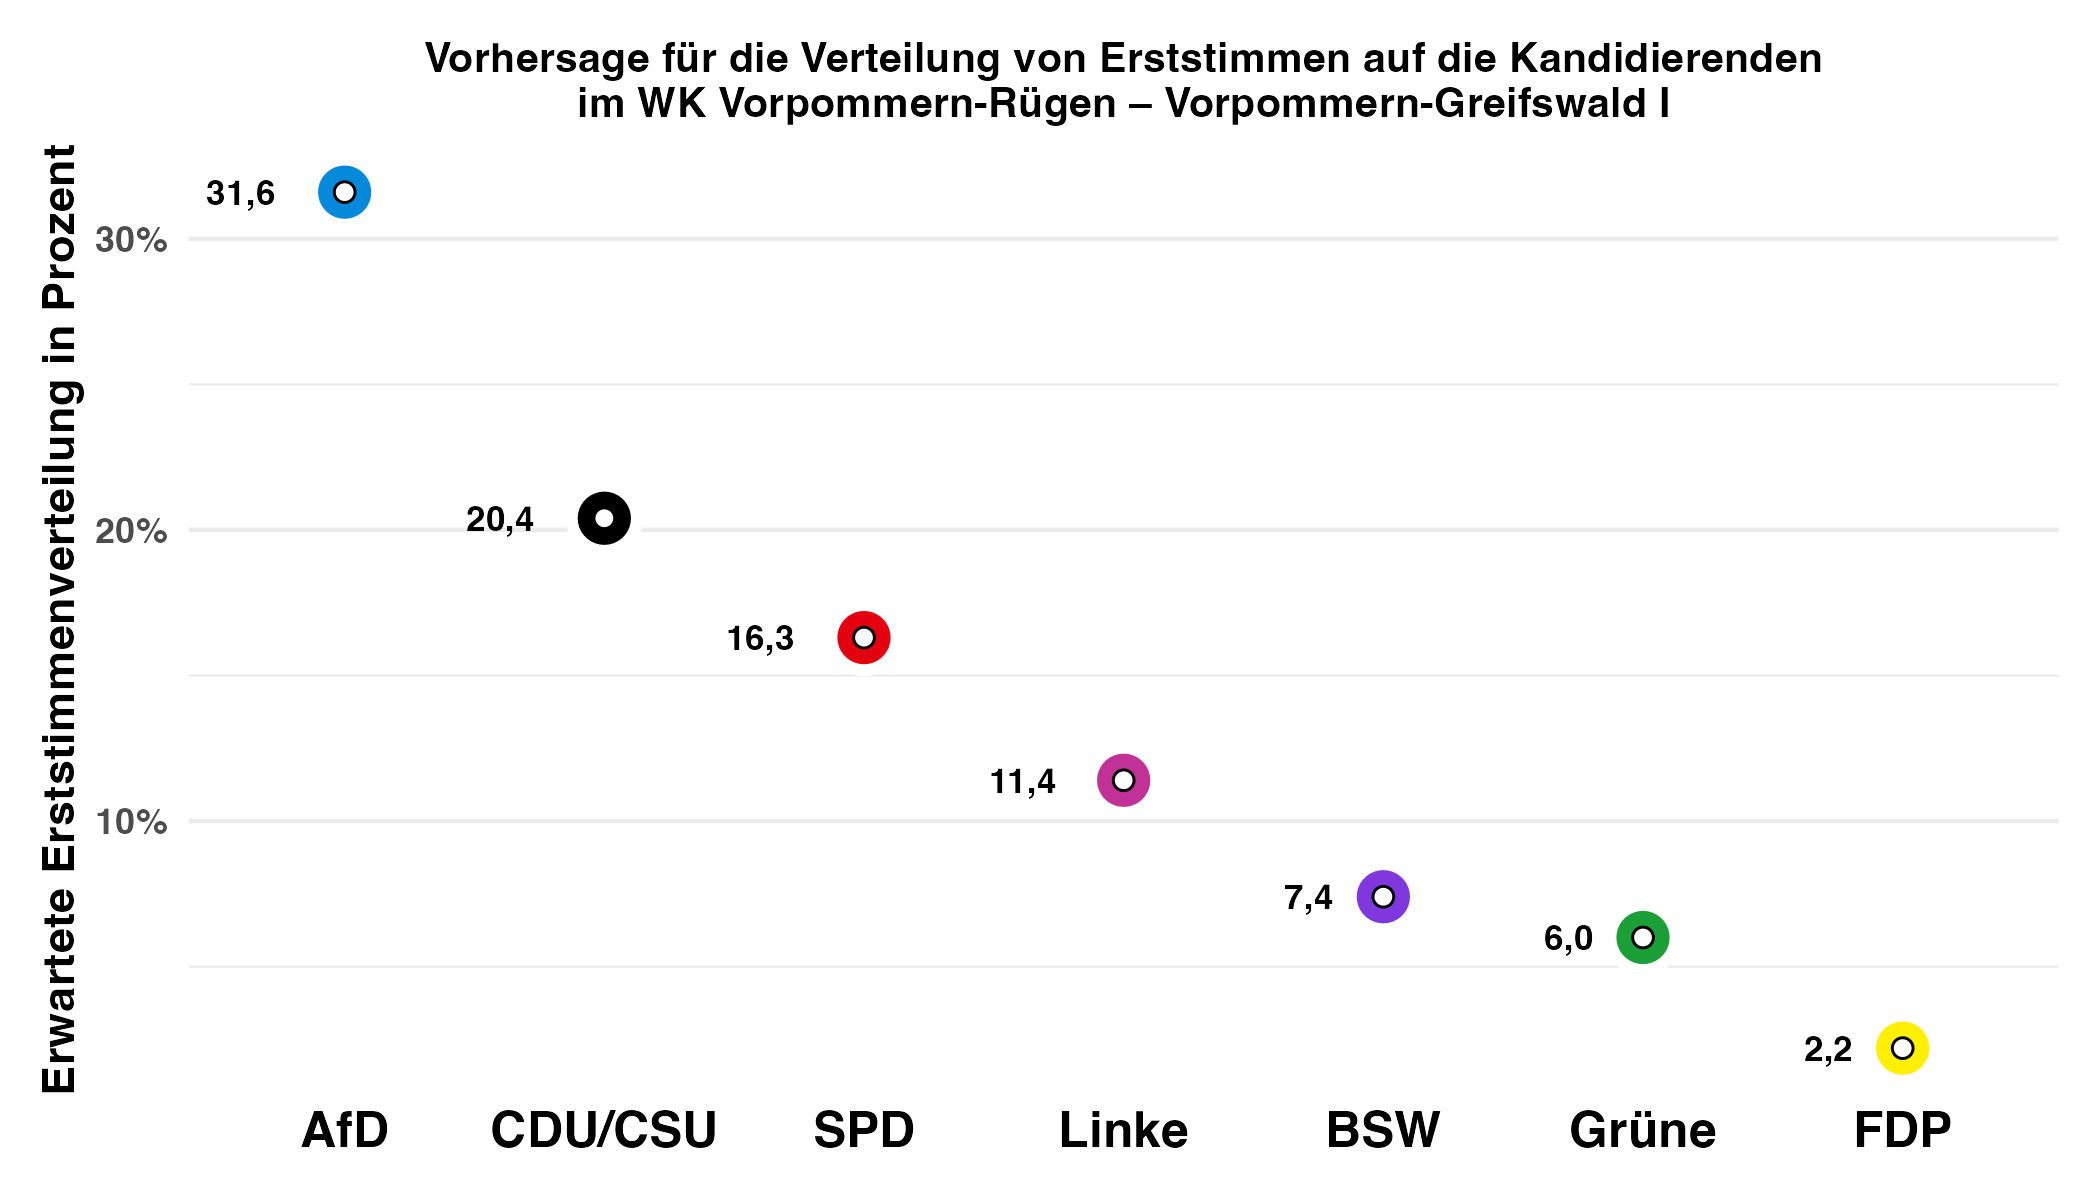 Vorhersage für die Verteilung von Erststimmen auf die Kandidierenden
im WK Vorpommern-Rügen – Vorpommern-Greifswald I
Erwartete Erststimmenverteilung in Prozent
30%
20%
10%
31,6
20,4
16,3
11,4
7,4
6,0
2,2
AfD
CDU/CSU
SPD
Linke
BSW
Grüne
FDP